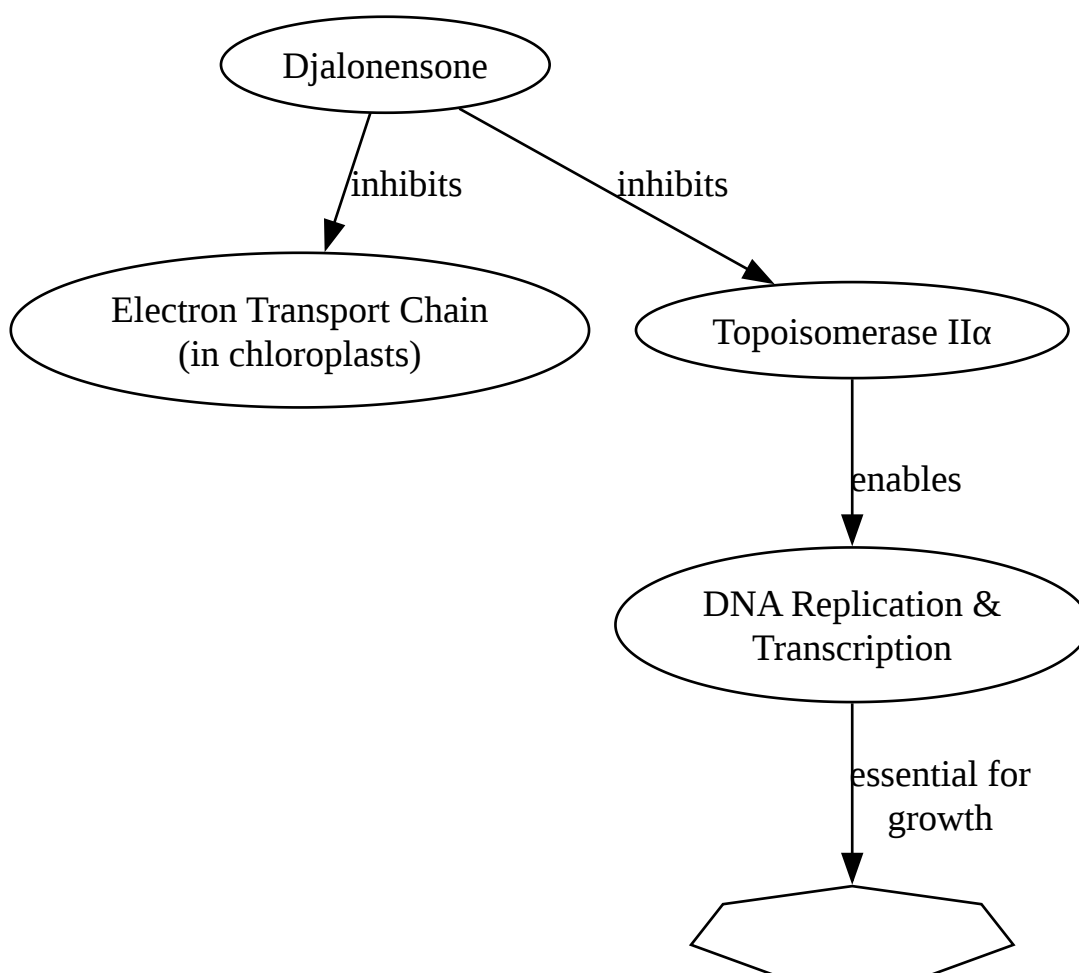 Djalonensone
inhibits
inhibits
Electron Transport Chain
(in chloroplasts)
Topoisomerase IIα
enables
DNA Replication &
Transcription
essential for
growth